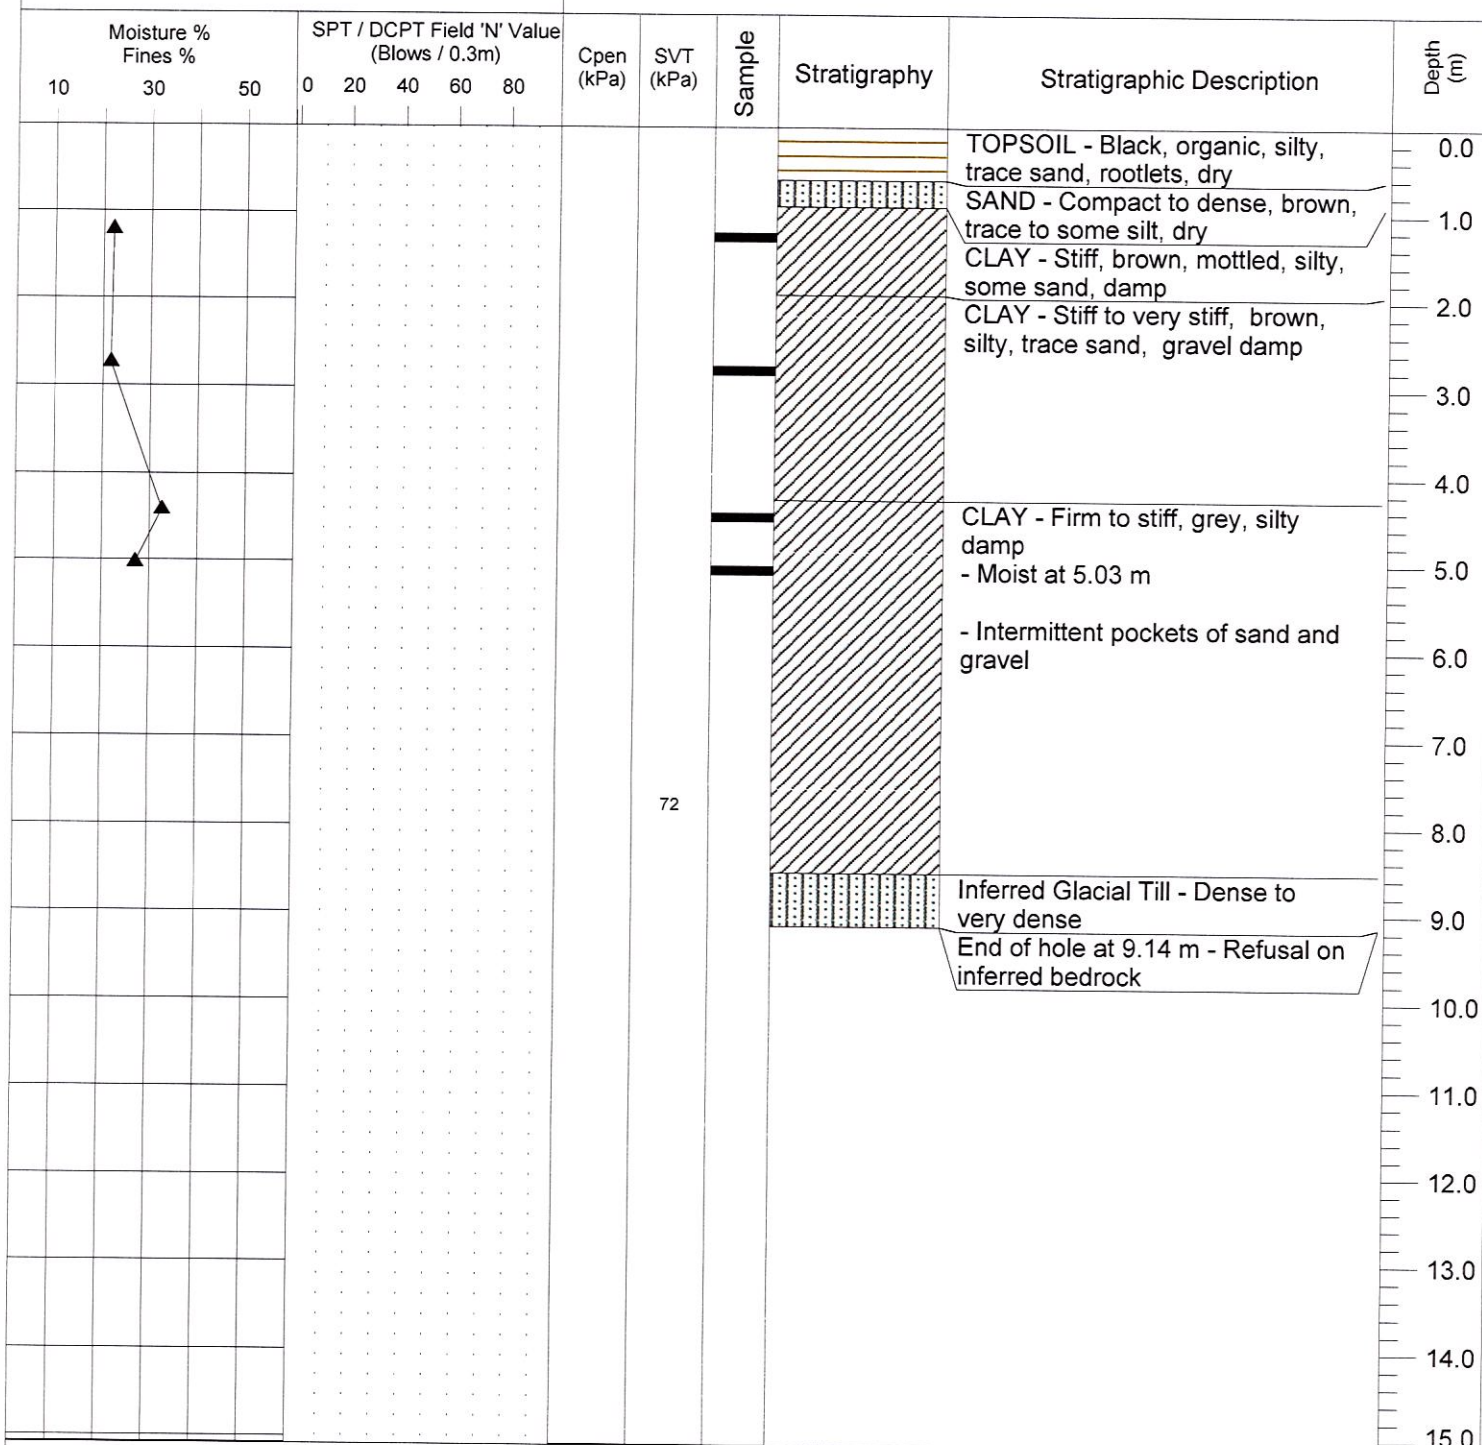 Moisture %
Fines %
10 30 50
SPT / DCPT Field 'N' Value
(Blows / 0.3m)
0 20 40 60 80
Cpen
(kPa)
SVT
(kPa)
Sample
Stratigraphy
Stratigraphic Description
Depth
(m)
TOPSOIL - Black, organic, silty,
trace sand, rootlets, dry
SAND - Compact to dense, brown,
trace to some silt, dry
CLAY - Stiff, brown, mottled, silty,
some sand, damp
CLAY - Stiff to very stiff, brown,
silty, trace sand, gravel damp
CLAY - Firm to stiff, grey, silty
damp
- Moist at 5.03 m
- Intermittent pockets of sand and
gravel
72
Inferred Glacial Till - Dense to
very dense
End of hole at 9.14 m - Refusal on
inferred bedrock
0.0
1.0
2.0
3.0
4.0
5.0
6.0
7.0
8.0
9.0
10.0
11.0
12.0
13.0
14.0
15.0